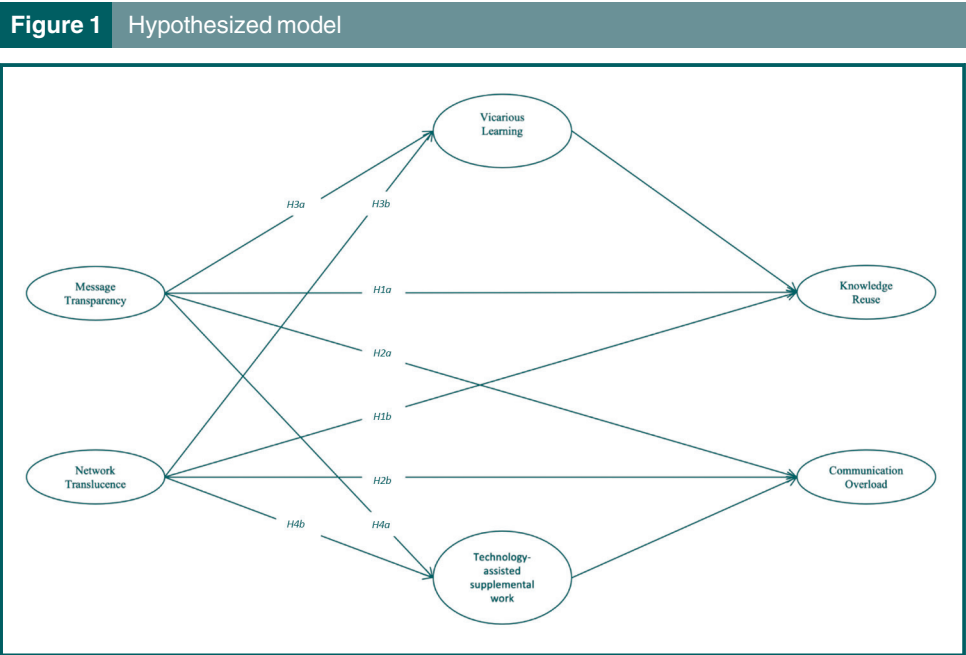 Figure 1 Hypothesized model
Vicarious
Learning
H3a
H3b
Message
Transparency
H1a
Knowledge
Reuse
H2a
H1b
Network
Translucence
H2b
Communication
Overload
H4b
H4a
Technology-
assisted
supplemental
work